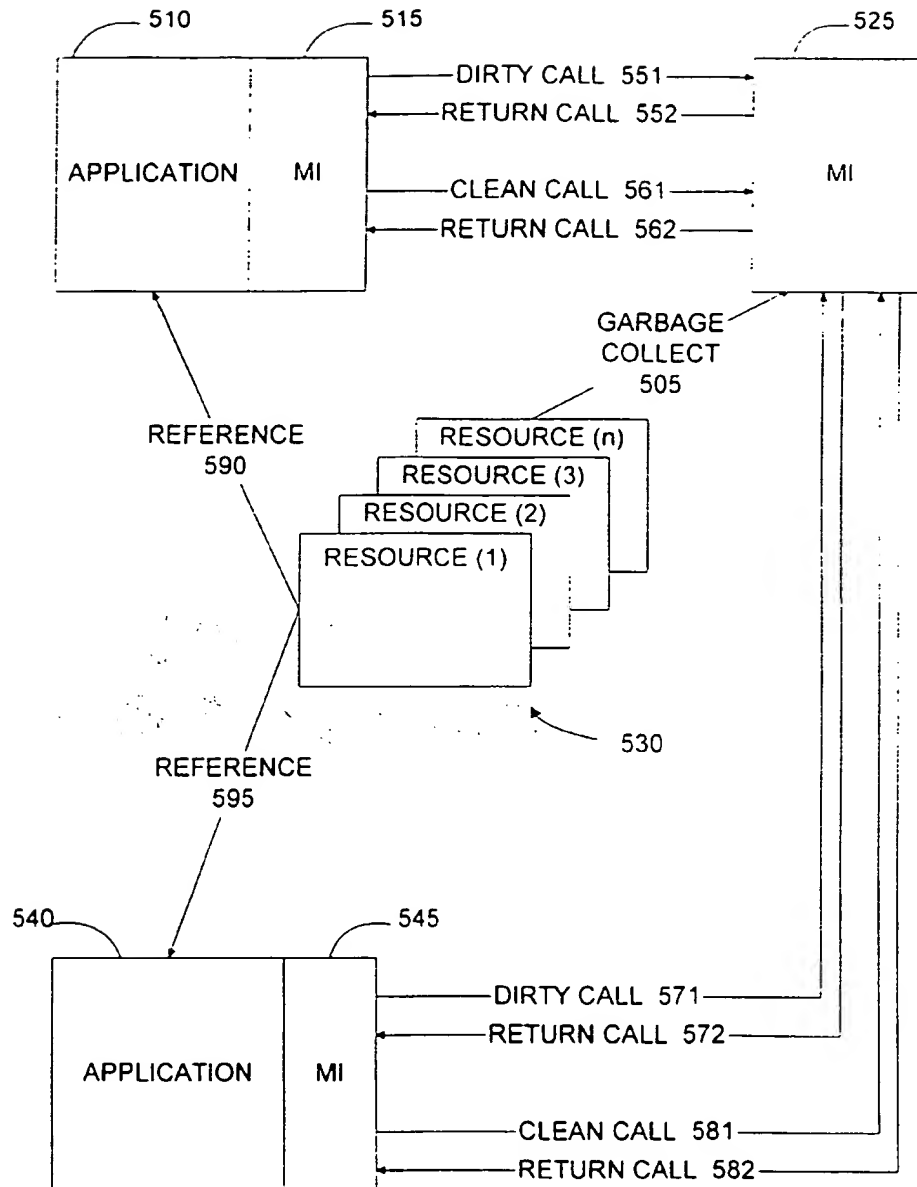 510
515
525
DIRTY CALL 551
RETURN CALL 552
APPLICATION
MI
MI
CLEAN CALL 561
RETURN CALL 562
GARBAGE
COLLECT
505
REFERENCE
590
RESOURCE (n)
RESOURCE (3)
RESOURCE (2)
RESOURCE (1)
530
REFERENCE
595
540
545
DIRTY CALL 571
RETURN CALL 572
APPLICATION
MI
CLEAN CALL 581
RETURN CALL 582